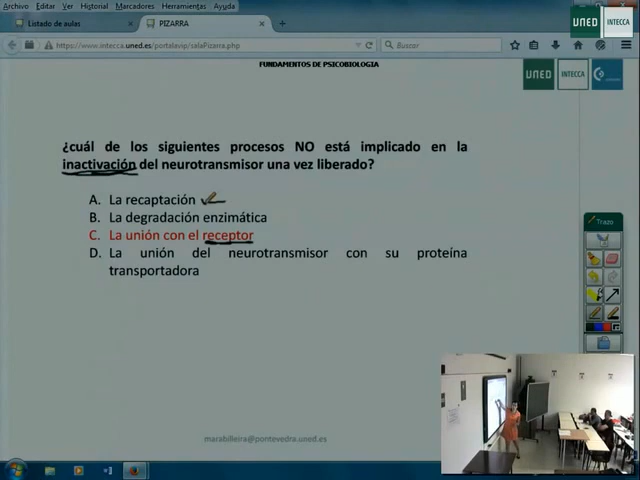 Archivo Editar Ver Historial Marcadores Herramientas Ayuda
Listado de aulas
PIZARRA
https://www.intecca.uned.es/portalavip/salaPizarra.php
Buscar
UNED
INTECCA
FUNDAMENTOS DE PSICOBIOLOGIA
UNED
INTECCA
¿cuál de los siguientes procesos NO está implicado en la
inactivación del neurotransmisor una vez liberado?
A. La recaptación
B. La degradación enzimática
C. La unión con el receptor
D. La unión del neurotransmisor con su proteína
transportadora
Trazo
marabilleira@pontevedra.uned.es